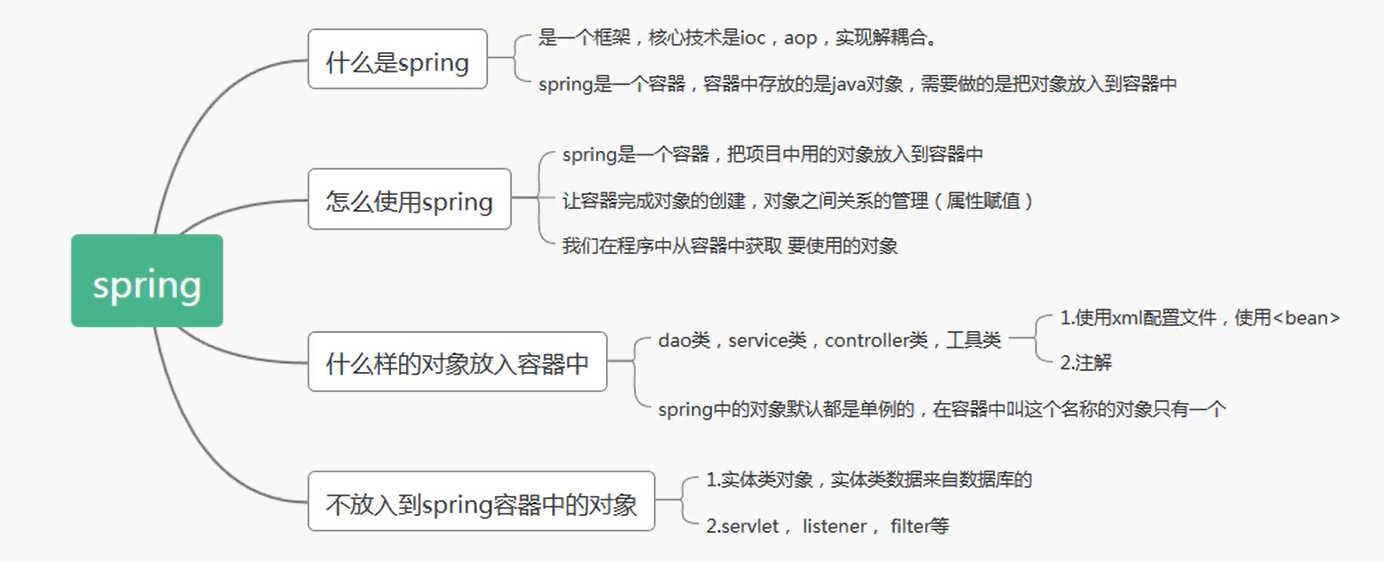 spring
什么是spring
是一个框架，核心技术是ioc，aop，实现解耦合。
spring是一个容器，容器中存放的是java对象，需要做的是把对象放入到容器中
怎么使用spring
spring是一个容器，把项目中用的对象放入到容器中
让容器完成对象的创建，对象之间关系的管理（属性赋值）
我们在程序中从容器中获取 要使用的对象
什么样的对象放入容器中
dao类，service类，controller类，工具类
1.使用xml配置文件，使用<bean>
2.注解
spring中的对象默认都是单例的，在容器中叫这个名称的对象只有一个
不放入到spring容器中的对象
1.实体类对象，实体类数据来自数据库的
2.servlet， listener， filter等